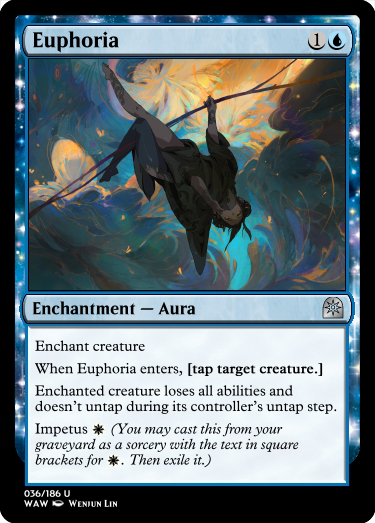 Euphoria 1
Enchantment — Aura
Enchant creature
When Euphoria enters, [tap target creature.]
Enchanted creature loses all abilities and
doesn't untap during its controller's untap step.
Impetus (You may cast this from your
graveyard as a sorcery with the text in square
brackets for . Then exile it.)
036/186 U
WAW Wenjun Lin